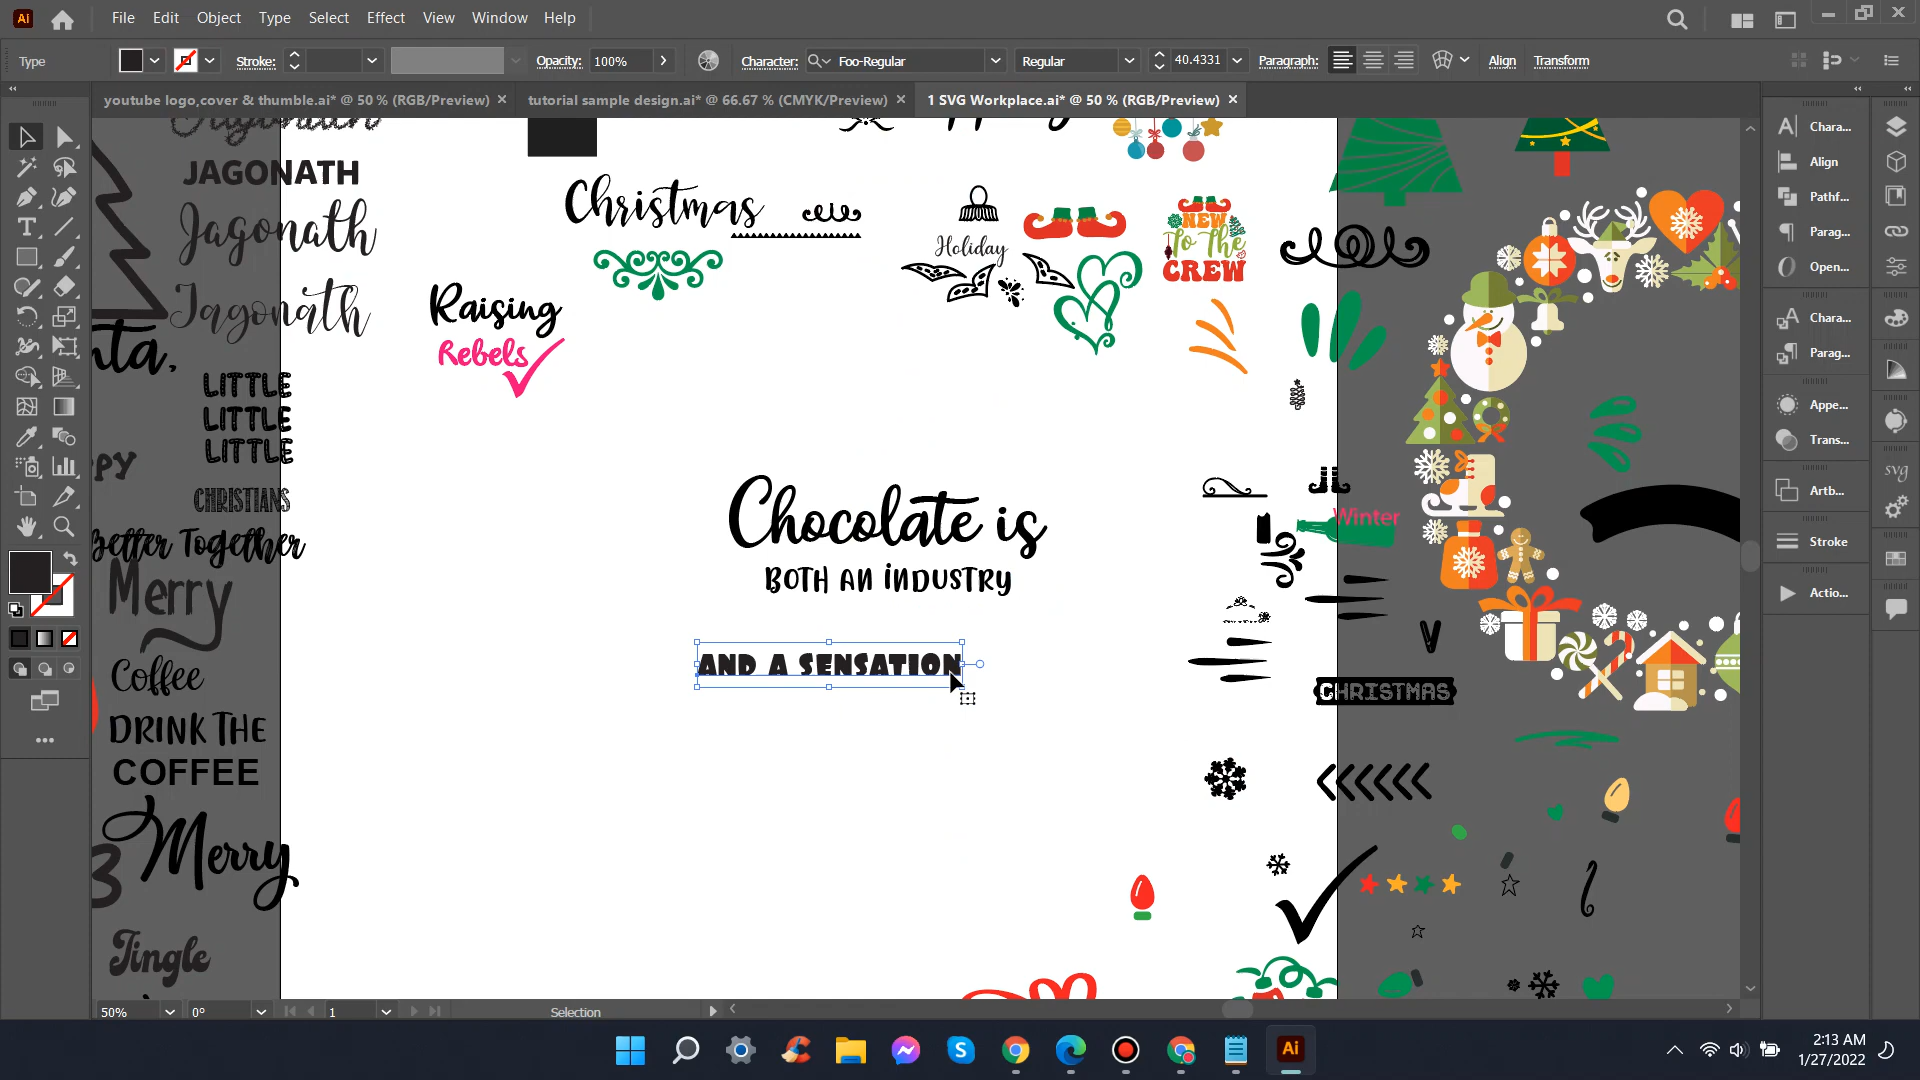 Ai File Edit Object Type Select Effect View Window Help
Type Stroke: Opacity: 100% Character: Foo-Regular Regular 40.4331 Paragraph: Align Transform
youtube logo,cover & thumble.ai* @ 50 % (RGB/Preview) × tutorial sample design.ai* @ 66.67 % (CMYK/Preview) × 1 SVG Workplace.ai* @ 50 % (RGB/Preview) ×
JAGONATH
Jagonath
Jagonath
nta,
LITTLE
LITTLE
LITTLE
PPY
CHRISTIANS
Better Together
Merry
Coffee
DRINK THE
COFFEE
Merry
3
Jingle
Christmas
Raising
Rebels
Holiday
NEW
To The
CREW
Chocolate is
BOTH AN INDUSTRY
AND A SENSATION
Winter
CHRISTMAS
Chara...
Align
Pathf...
Parag...
Open...
Chara...
Parag...
Appe...
Trans...
Artb...
Stroke
Actio...
svg
50% 0° 1 Selection
Ai
2:13 AM
1/27/2022